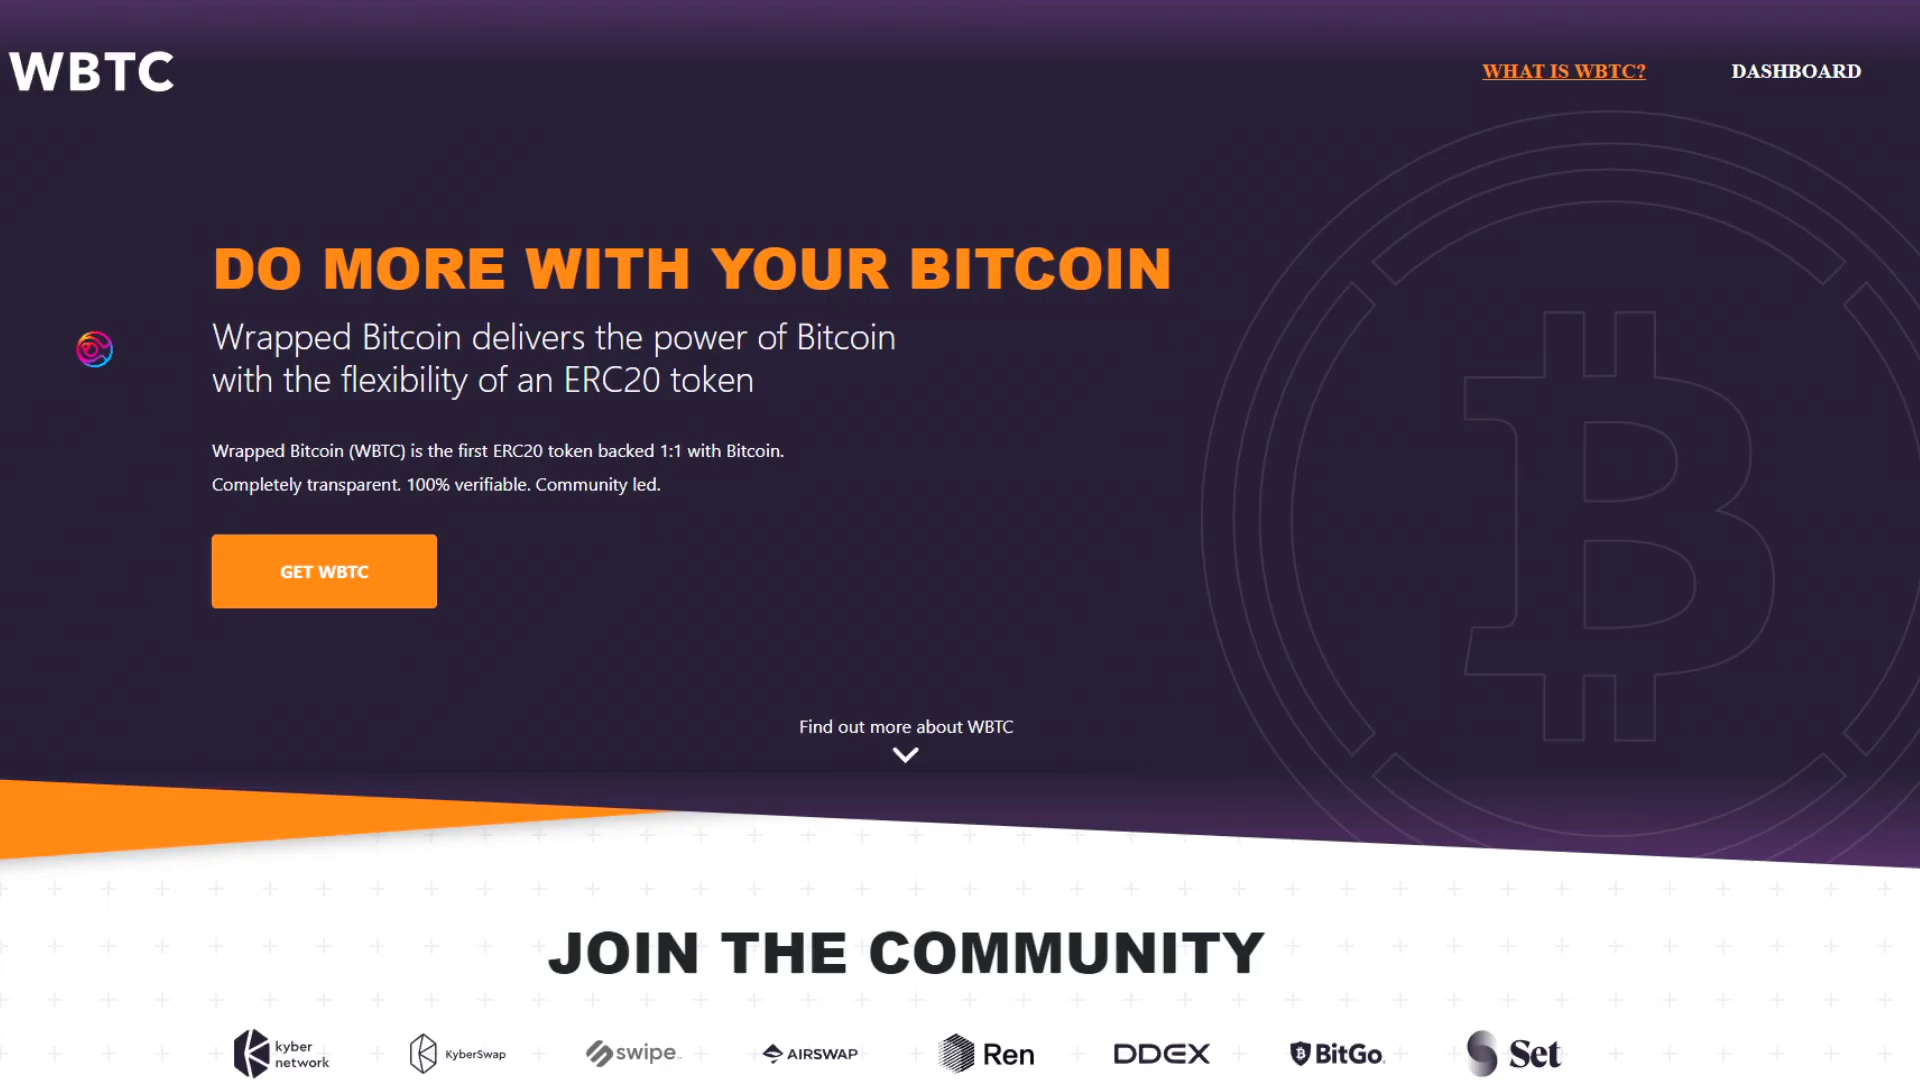 WBTC
WHAT IS WBTC?
DASHBOARD
DO MORE WITH YOUR BITCOIN
Wrapped Bitcoin delivers the power of Bitcoin
with the flexibility of an ERC20 token
Wrapped Bitcoin (WBTC) is the first ERC20 token backed 1:1 with Bitcoin.
Completely transparent. 100% verifiable. Community led.
GET WBTC
Find out more about WBTC
JOIN THE COMMUNITY
kyber
network
KyberSwap
swipe
AIRSWAP
Ren
DDEX
BitGo
Set